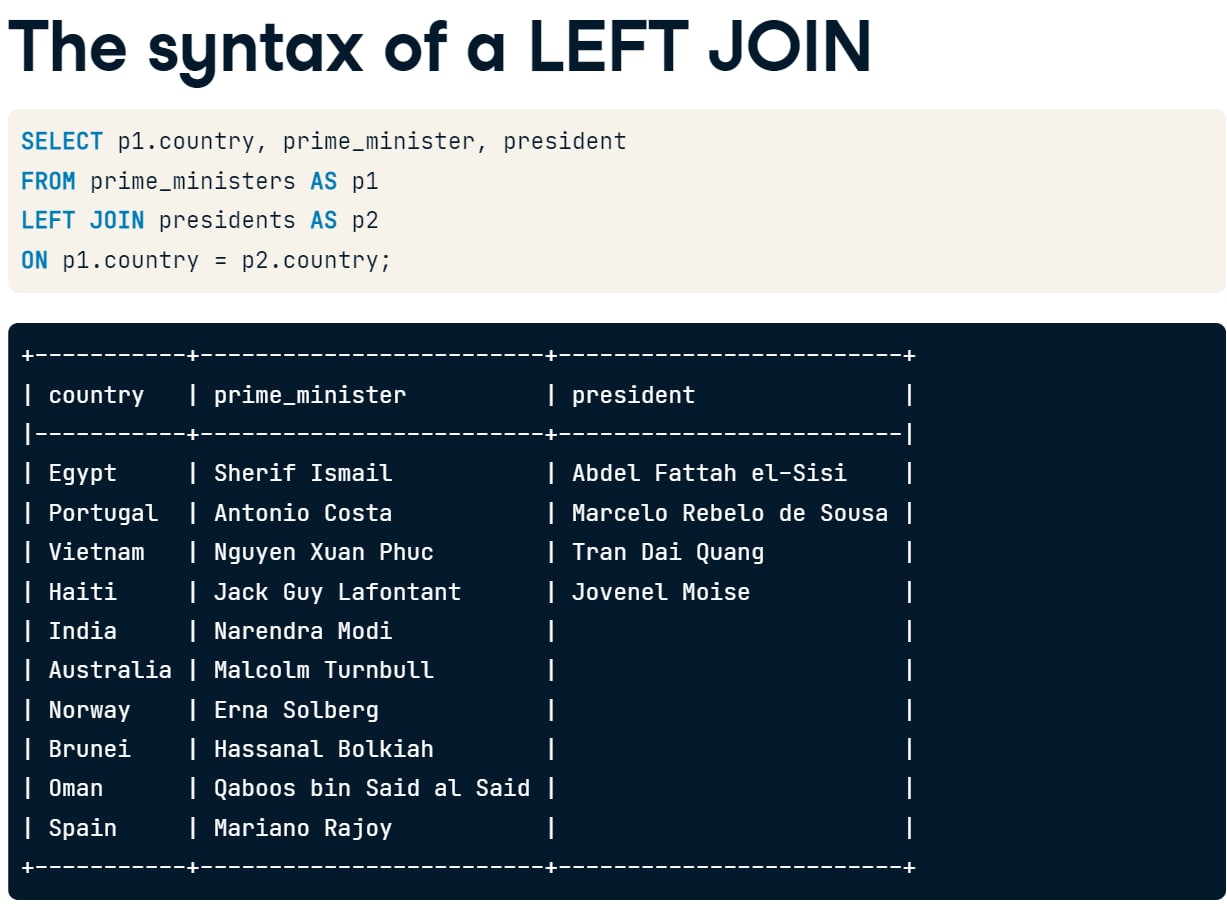 The syntax of a LEFT JOIN
SELECT p1.country, prime_minister, president
FROM prime_ministers AS p1
LEFT JOIN presidents AS p2
ON p1.country = p2.country;
+-----------+-------------------------+-------------------------+
| country   | prime_minister          | president               |
|-----------+-------------------------+-------------------------|
| Egypt     | Sherif Ismail           | Abdel Fattah el-Sisi    |
| Portugal  | Antonio Costa           | Marcelo Rebelo de Sousa |
| Vietnam   | Nguyen Xuan Phuc        | Tran Dai Quang          |
| Haiti     | Jack Guy Lafontant      | Jovenel Moise           |
| India     | Narendra Modi           |                         |
| Australia | Malcolm Turnbull        |                         |
| Norway    | Erna Solberg            |                         |
| Brunei    | Hassanal Bolkiah        |                         |
| Oman      | Qaboos bin Said al Said |                         |
| Spain     | Mariano Rajoy           |                         |
+-----------+-------------------------+-------------------------+